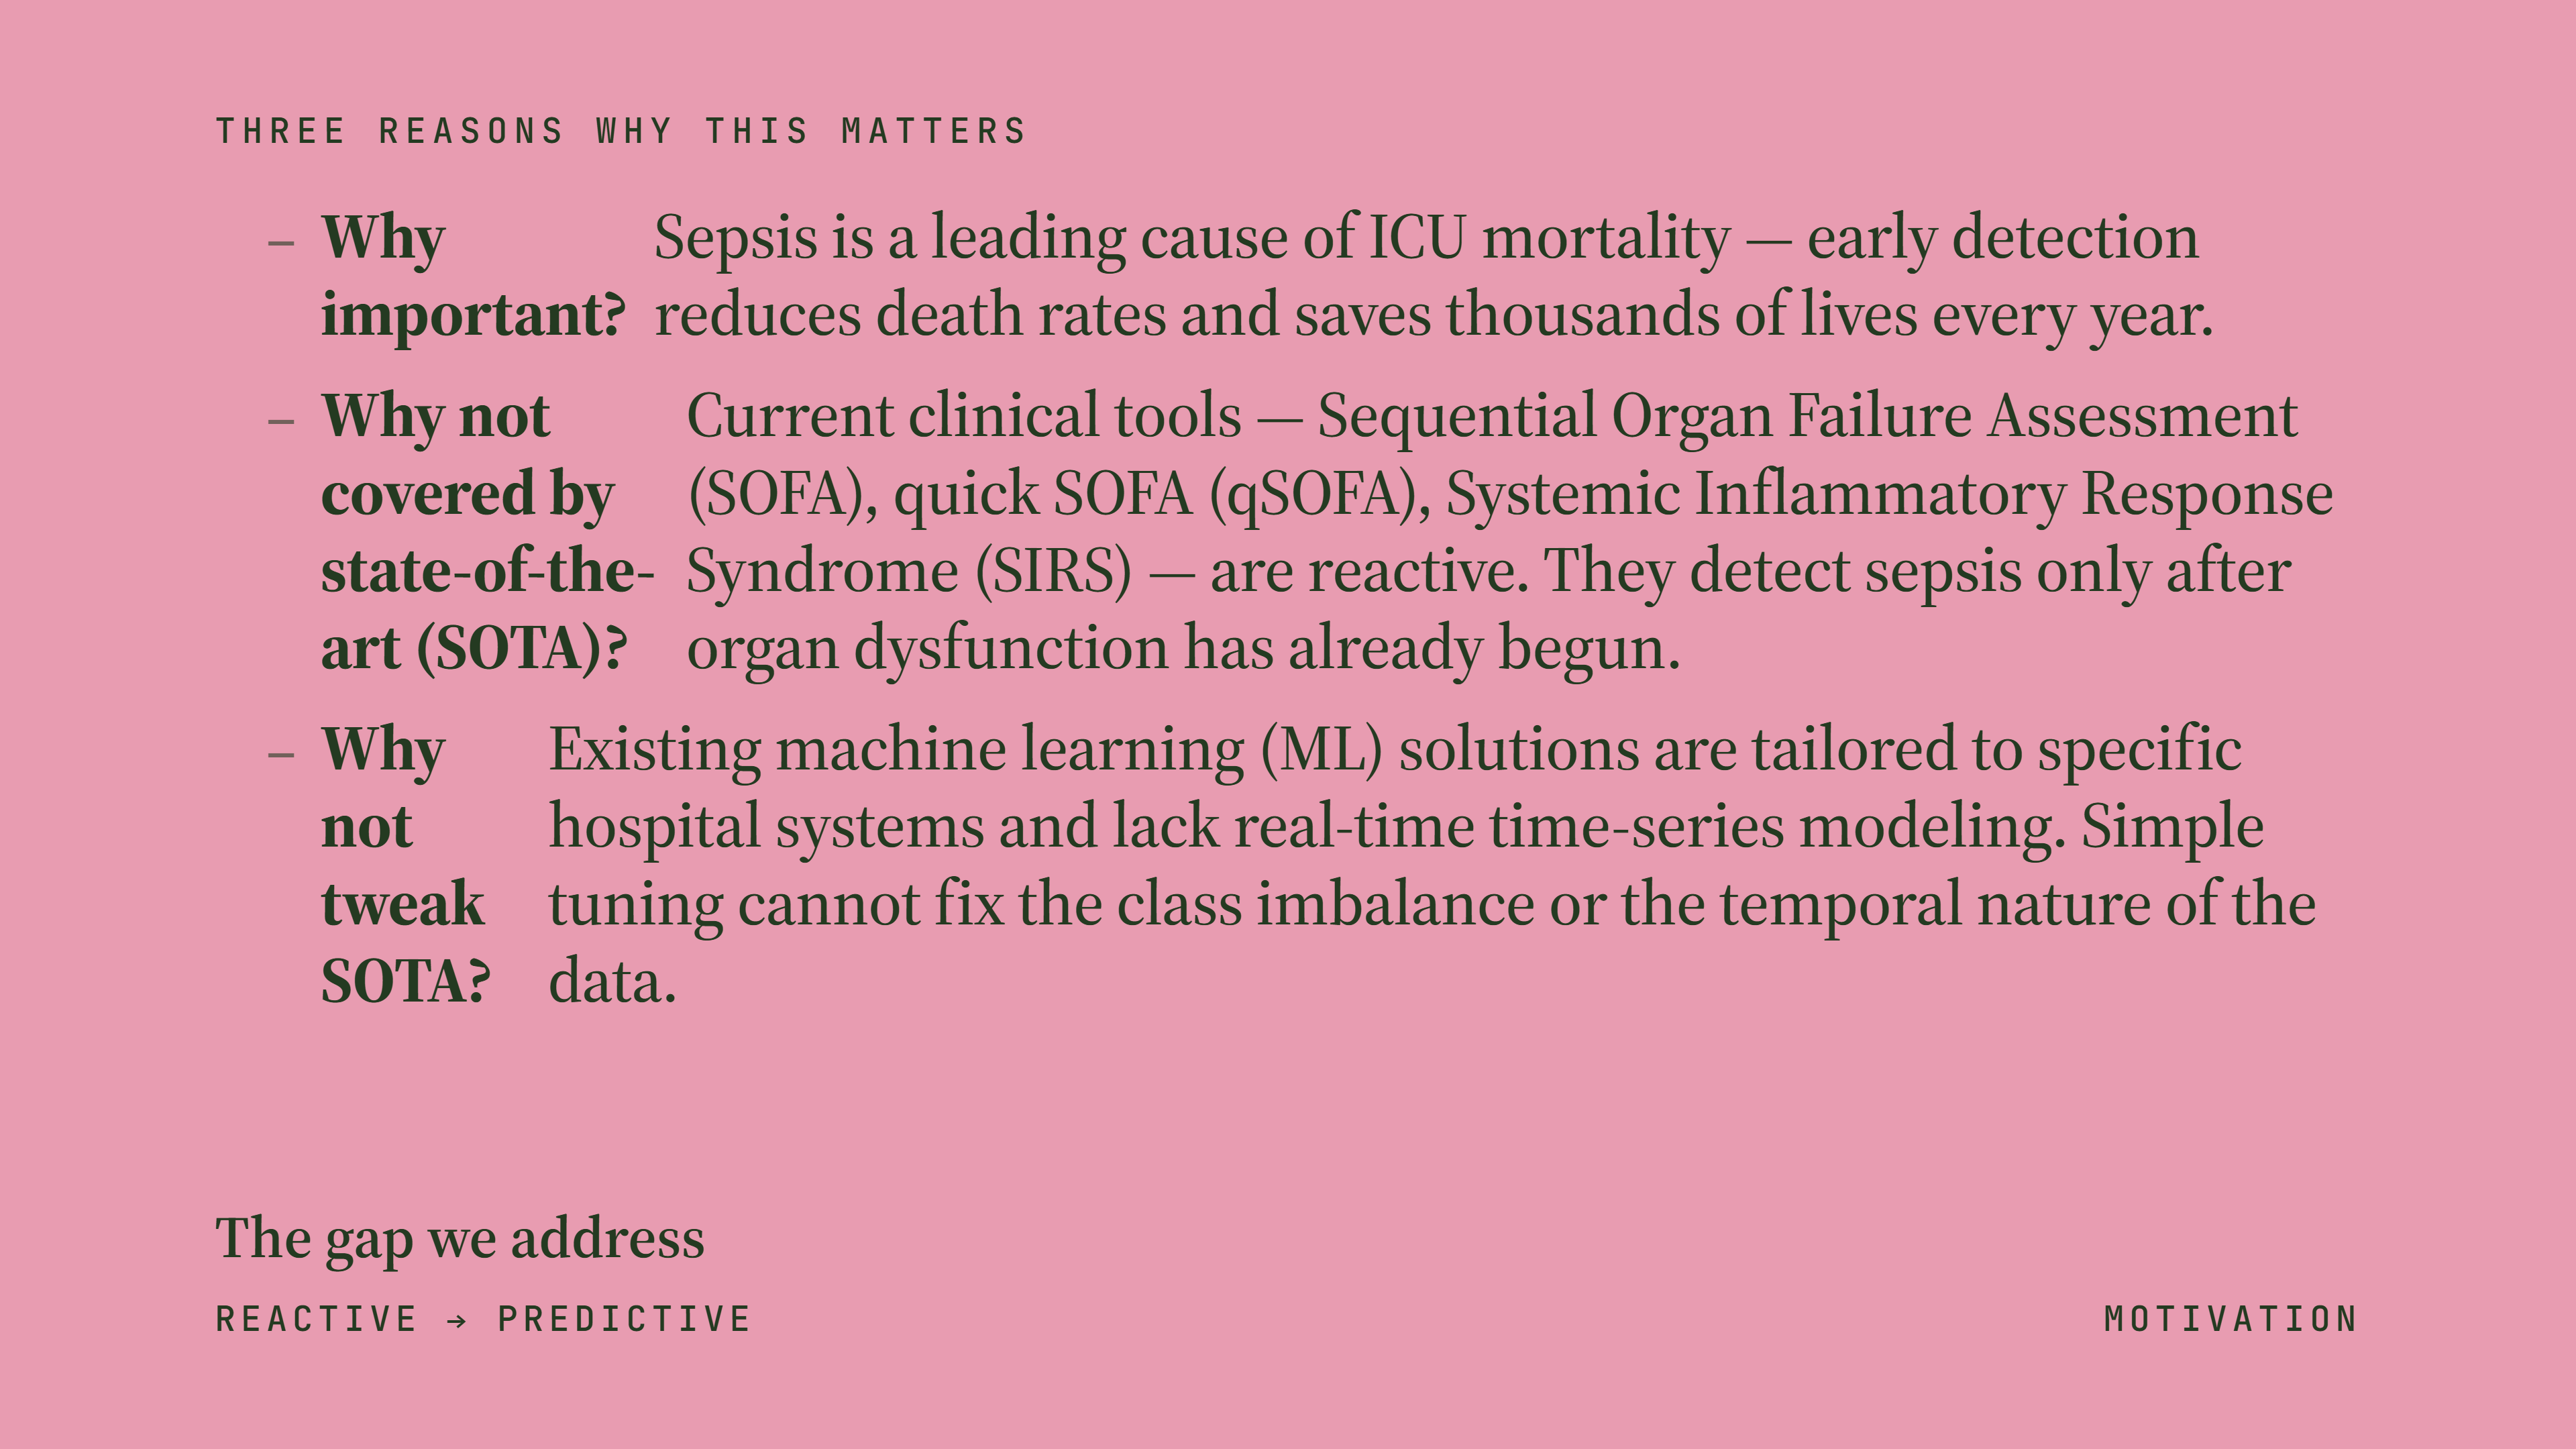 THREE REASONS WHY THIS MATTERS
– Why important? Sepsis is a leading cause of ICU mortality — early detection reduces death rates and saves thousands of lives every year.
– Why not covered by state-of-the-art (SOTA)? Current clinical tools — Sequential Organ Failure Assessment (SOFA), quick SOFA (qSOFA), Systemic Inflammatory Response Syndrome (SIRS) — are reactive. They detect sepsis only after organ dysfunction has already begun.
– Why not tweak SOTA? Existing machine learning (ML) solutions are tailored to specific hospital systems and lack real-time time-series modeling. Simple tuning cannot fix the class imbalance or the temporal nature of the data.
The gap we address
REACTIVE → PREDICTIVE
MOTIVATION